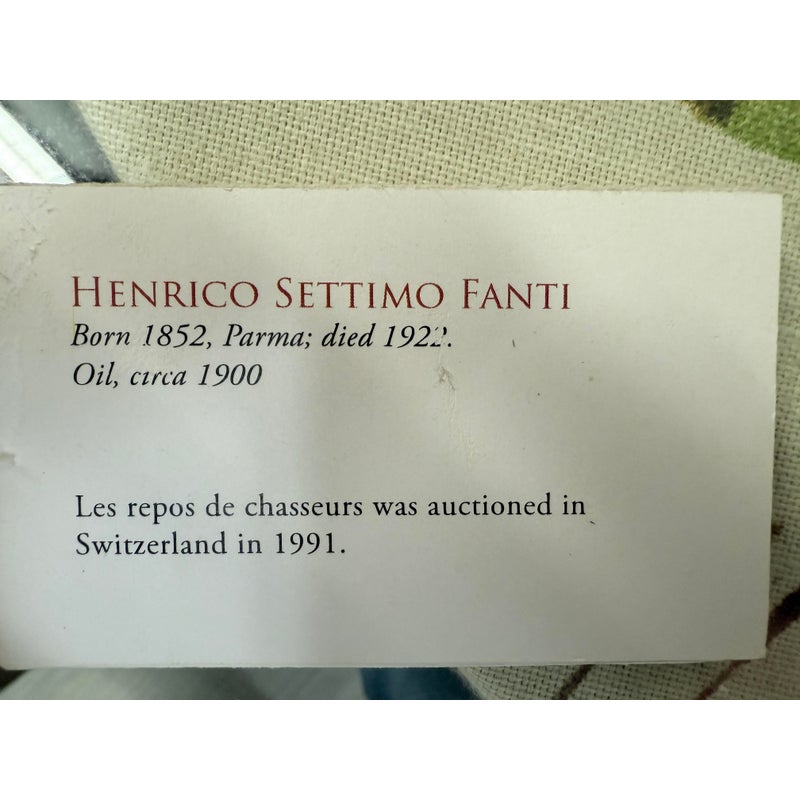 HENRICO SETTIMO FANTI
Born 1852, Parma; died 1922.
Oil, circa 1900
Les repos de chasseurs was auctioned in
Switzerland in 1991.